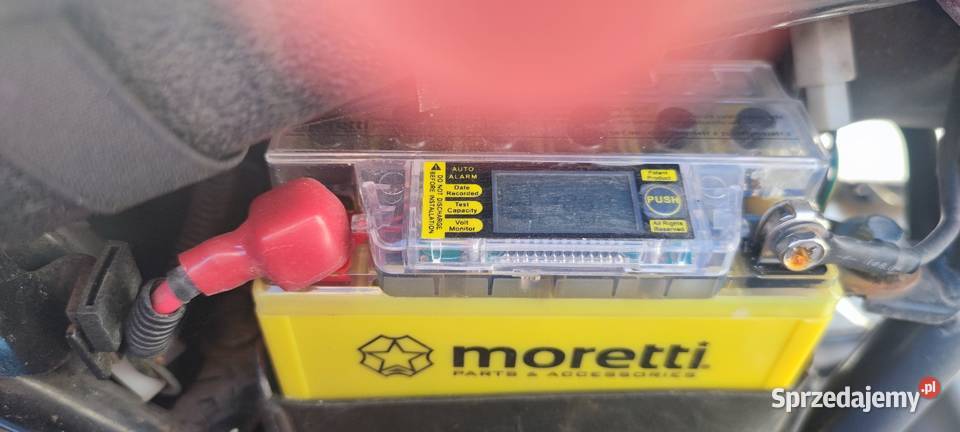 moretti
AUTO
ALARM
DO NOT DISCHARGE
BEFORE INSTALLATION
Date
Recorded
Test
Capacity
Volt
Monitor
Patent
Product
PUSH
All Rights
Reserved
moretti
PARTS & ACCESSORIES
Sprzedajemy.pl